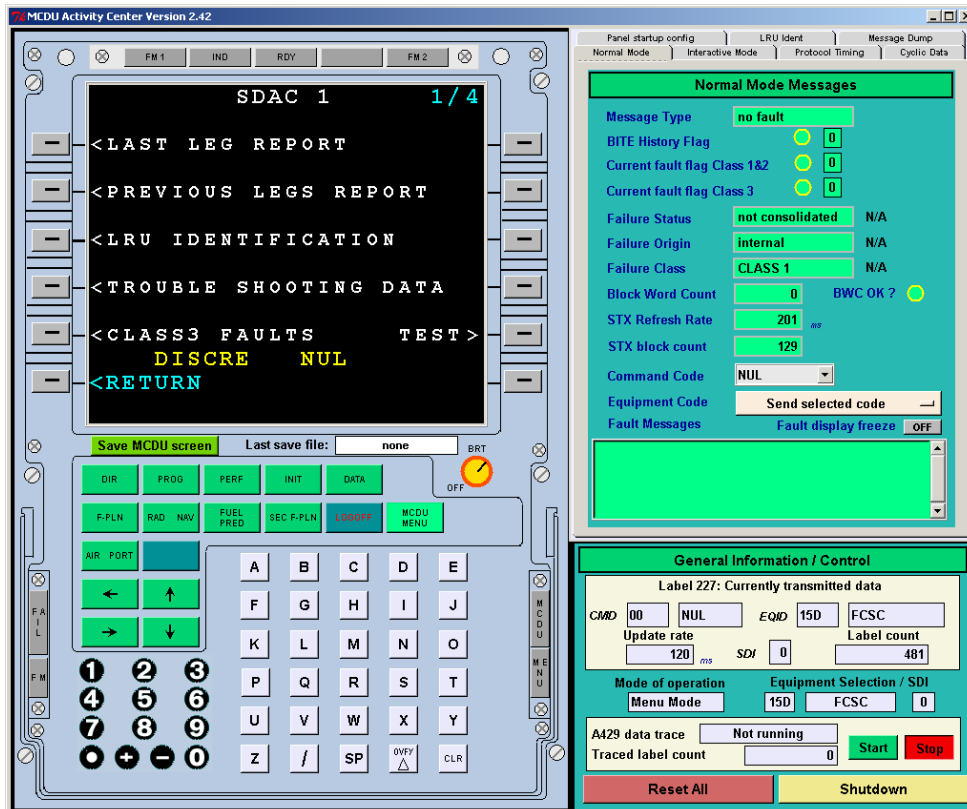 MCDU Activity Center Version 2.42
FM 1 IND RDY FM 2
SDAC 1 1/4
<LAST LEG REPORT
<PREVIOUS LEGS REPORT
<LRU IDENTIFICATION
<TROUBLE SHOOTING DATA
<CLASS3 FAULTS TEST>
DISCRE NUL
<RETURN
Save MCDU screen Last save file: none
BRT
OFF
DIR PROG PERF INIT DATA
F-PLN RAD NAV FUEL PRED SEC F-PLN LOGOFF MCDU MENU
AIR PORT
← ↑
→ ↓
A B C D E
F G H I J
K L M N O
P Q R S T
U V W X Y
Z / SP OVFY △ CLR
1 2 3
4 5 6
7 8 9
● + − 0
FAIL
FM
MCDU
MENU
Panel startup config LRU Ident Message Dump
Normal Mode Interactive Mode Protocol Timing Cyclic Data
Normal Mode Messages
Message Type no fault
BITE History Flag 0
Current fault flag Class 1&2 0
Current fault flag Class 3 0
Failure Status not consolidated N/A
Failure Origin internal N/A
Failure Class CLASS 1 N/A
Block Word Count 0 BWC OK ?
STX Refresh Rate 201 ms
STX block count 129
Command Code NUL
Equipment Code Send selected code
Fault Messages Fault display freeze OFF
General Information / Control
Label 227: Currently transmitted data
CMD 00 NUL EQID 15D FCSC
Update rate Label count
120 ms SDI 0 481
Mode of operation Equipment Selection / SDI
Menu Mode 15D FCSC 0
A429 data trace Not running
Traced label count 0 Start Stop
Reset All Shutdown